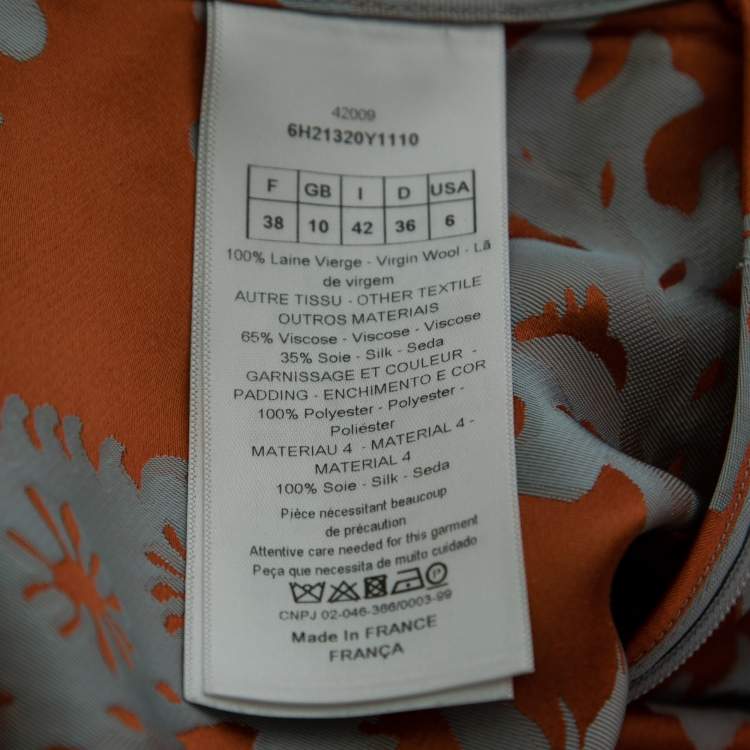 42009
6H21320Y1110
F GB I D USA
38 10 42 36 6
100% Laine Vierge - Virgin Wool - Lã
de virgem
AUTRE TISSU - OTHER TEXTILE
OUTROS MATERIAIS
65% Viscose - Viscose - Viscose
35% Soie - Silk - Seda
GARNISSAGE ET COULEUR -
PADDING - ENCHIMENTO E COR
100% Polyester - Polyester -
Poliéster
MATERIAU 4 - MATERIAL 4 -
MATERIAL 4
100% Soie - Silk - Seda
Pièce nécessitant beaucoup
de précaution
Attentive care needed for this garment
Peça que necessita de muito cuidado
P
CNPJ 02-046-386/0003-99
Made In FRANCE
FRANÇA